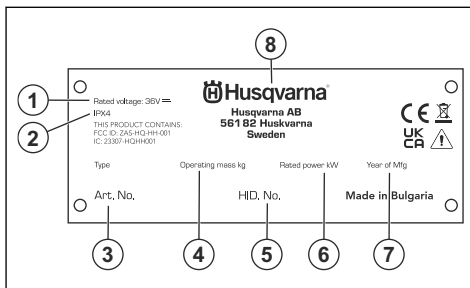 8
1
Rated voltage: 36V
Husqvarna
2
IPX4
THIS PRODUCT CONTAINS:
FCC ID: ZAS-HQ-HH-001
IC: 23307-HQHH001
Husqvarna AB
561 82 Huskvarna
Sweden
CE
UK
CA
Type Operating mass kg Rated power kW Year of Mfg
Art. No. HID. No. Made in Bulgaria
3 4 5 6 7